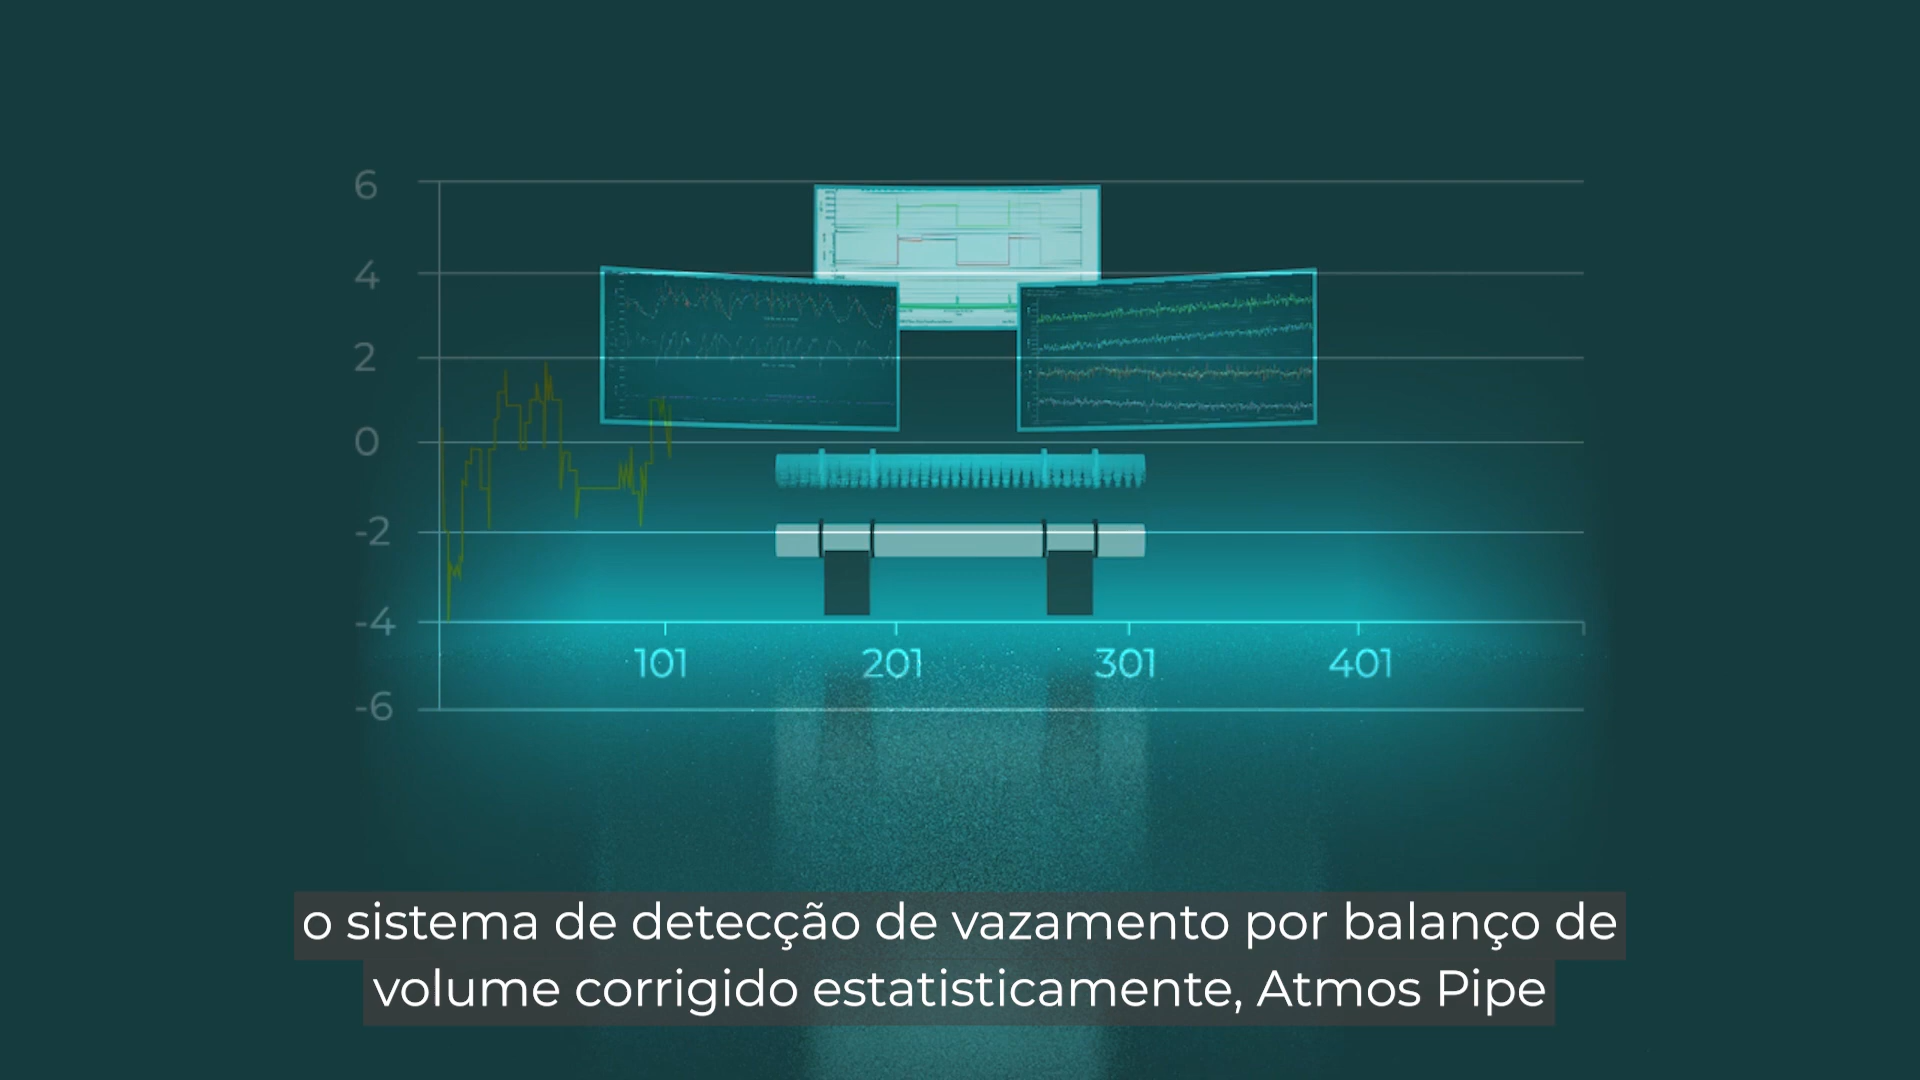 6
4
2
0
-2
-4
101 201 301 401
-6
o sistema de detecção de vazamento por balanço de
volume corrigido estatisticamente, Atmos Pipe